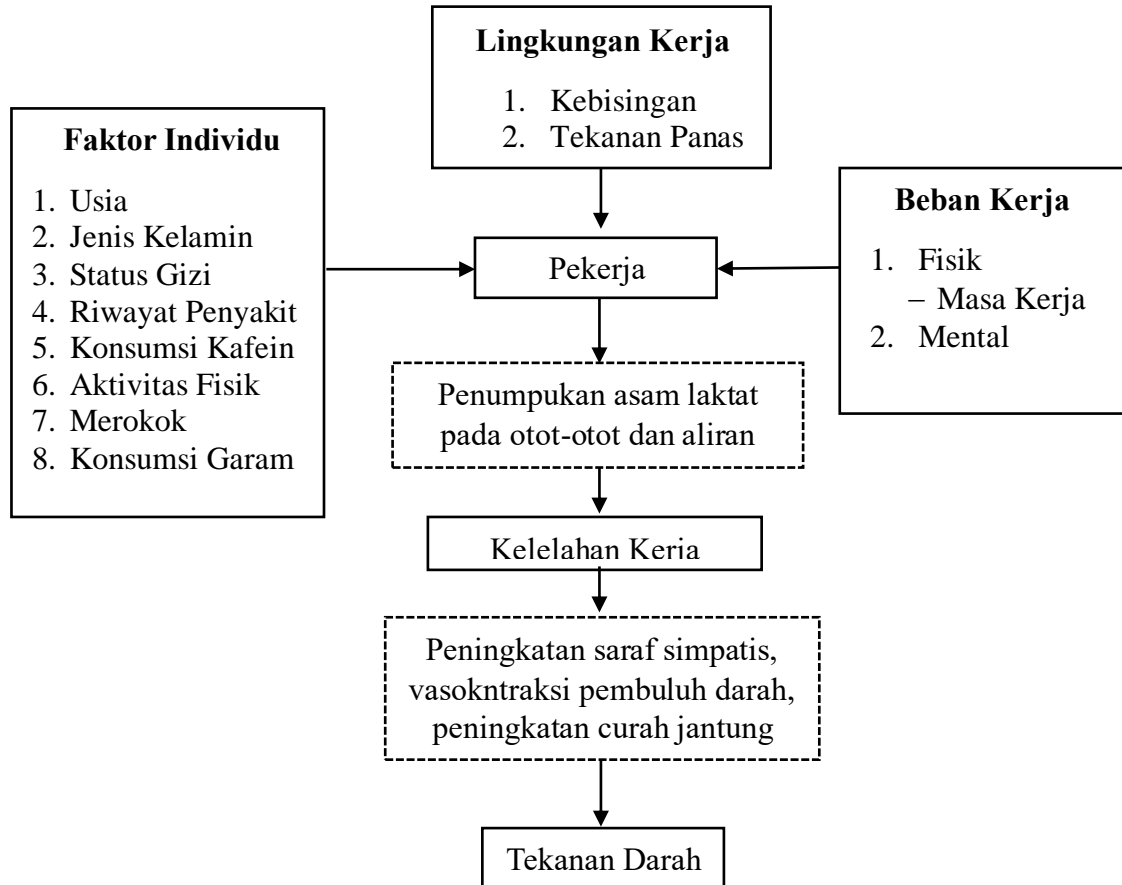 Lingkungan Kerja
1. Kebisingan
2. Tekanan Panas
Faktor Individu
1. Usia
2. Jenis Kelamin
3. Status Gizi
4. Riwayat Penyakit
5. Konsumsi Kafein
6. Aktivitas Fisik
7. Merokok
8. Konsumsi Garam
Beban Kerja
1. Fisik
– Masa Kerja
2. Mental
Pekerja
Penumpukan asam laktat
pada otot-otot dan aliran
Kelelahan Keria
Peningkatan saraf simpatis,
vasokntraksi pembuluh darah,
peningkatan curah jantung
Tekanan Darah